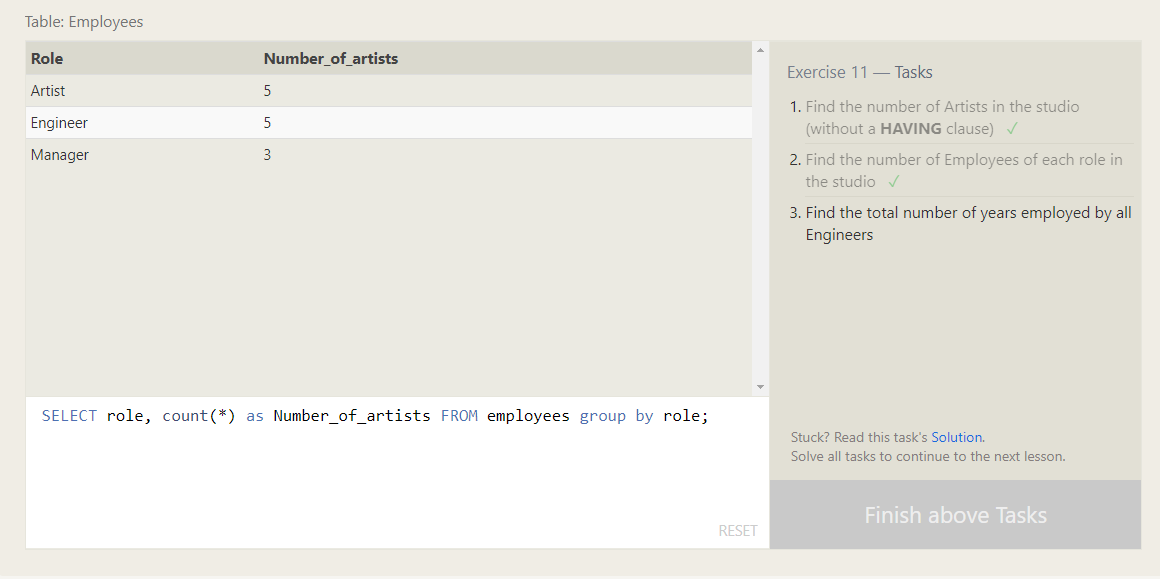 Table: Employees
Role Number_of_artists
Artist 5
Engineer 5
Manager 3
SELECT role, count(*) as Number_of_artists FROM employees group by role;
RESET
Exercise 11 — Tasks
1. Find the number of Artists in the studio
(without a HAVING clause) ✓
2. Find the number of Employees of each role in
the studio ✓
3. Find the total number of years employed by all
Engineers
Stuck? Read this task's Solution.
Solve all tasks to continue to the next lesson.
Finish above Tasks